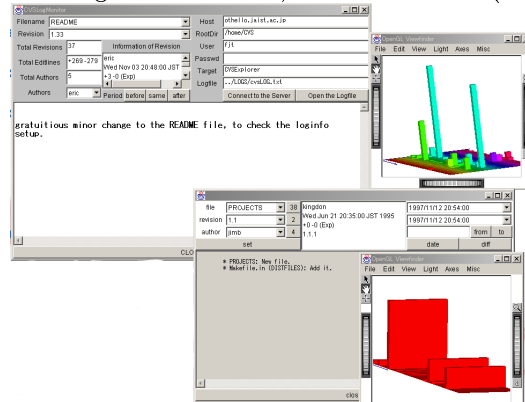 CVSLogMonitor
Filename README
Revision 1.33
Total Revisions 37
Information of Revision
Total Editlines +269 -279
eric
Wed Nov 03 20:48:00 JST
+3 -0 (Exp)
Total Authors 5
Authors eric
Period before same after
Host othello.jaist.ac.jp
RootDir /home/CVS
User fjt
Passwd
Target CVSExplorer
Logfile ../LOGS/cvsLOG.txt
Connect to the Server Open the Logfile
gratuitious minor change to the README file, to check the loginfo
setup.
CLO
OpenGL Viewfinder
File Edit View Light Axes Misc
file PROJECTS 38
revision 1.1 2
author jimb 4
set
kingdon
Wed Jun 21 20:35:00 JST 1995
+0 -0 (Exp)
1.1.1
1997/11/12 20:54:00
1997/11/12 20:54:00
from to
date diff
* PROJECTS: New file.
* Makefile.in (DISTFILES): Add it.
clos
OpenGL Viewfinder
File Edit View Light Axes Misc